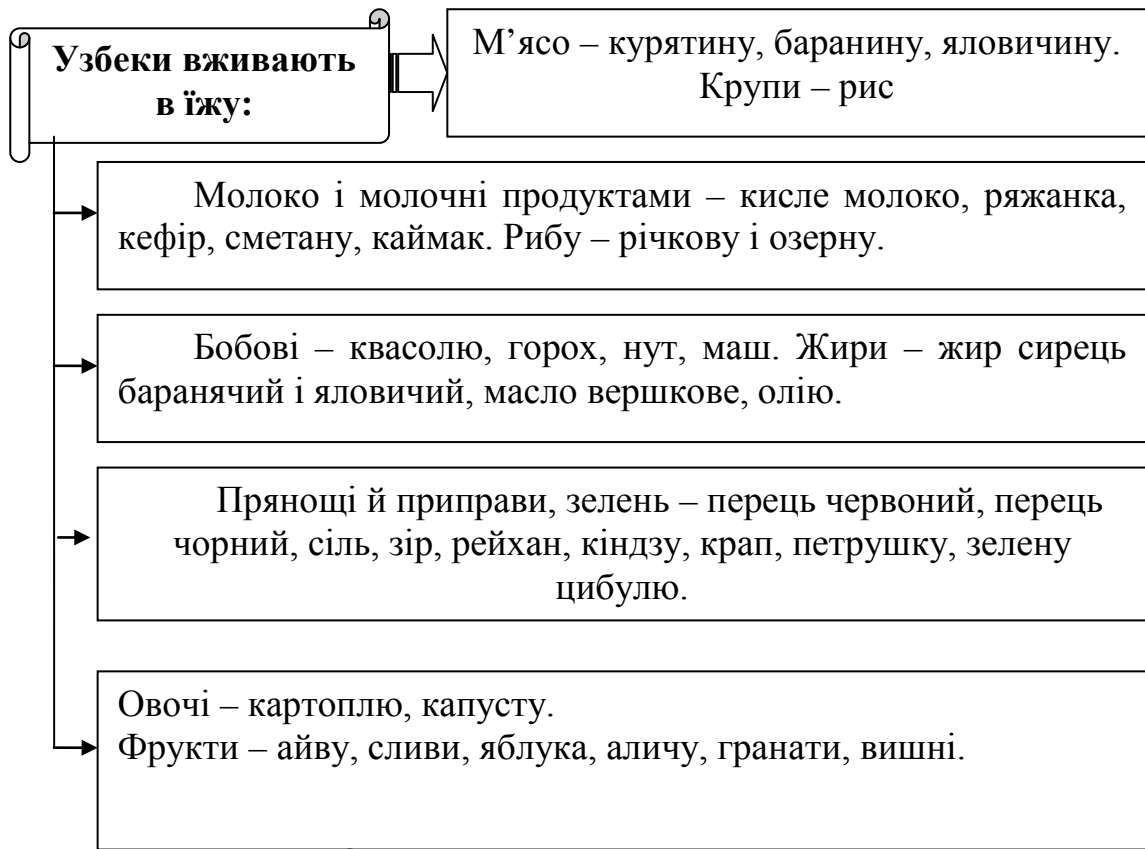 Узбеки вживають
в їжу:
М’ясо – курятину, баранину, яловичину.
Крупи – рис
Молоко і молочні продуктами – кисле молоко, ряжанка,
кефір, сметану, каймак. Рибу – річкову і озерну.
Бобові – квасолю, горох, нут, маш. Жири – жир сирець
баранячий і яловичий, масло вершкове, олію.
Прянощі й приправи, зелень – перець червоний, перець
чорний, сіль, зір, рейхан, кіндзу, крап, петрушку, зелену
цибулю.
Овочі – картоплю, капусту.
Фрукти – айву, сливи, яблука, аличу, гранати, вишні.